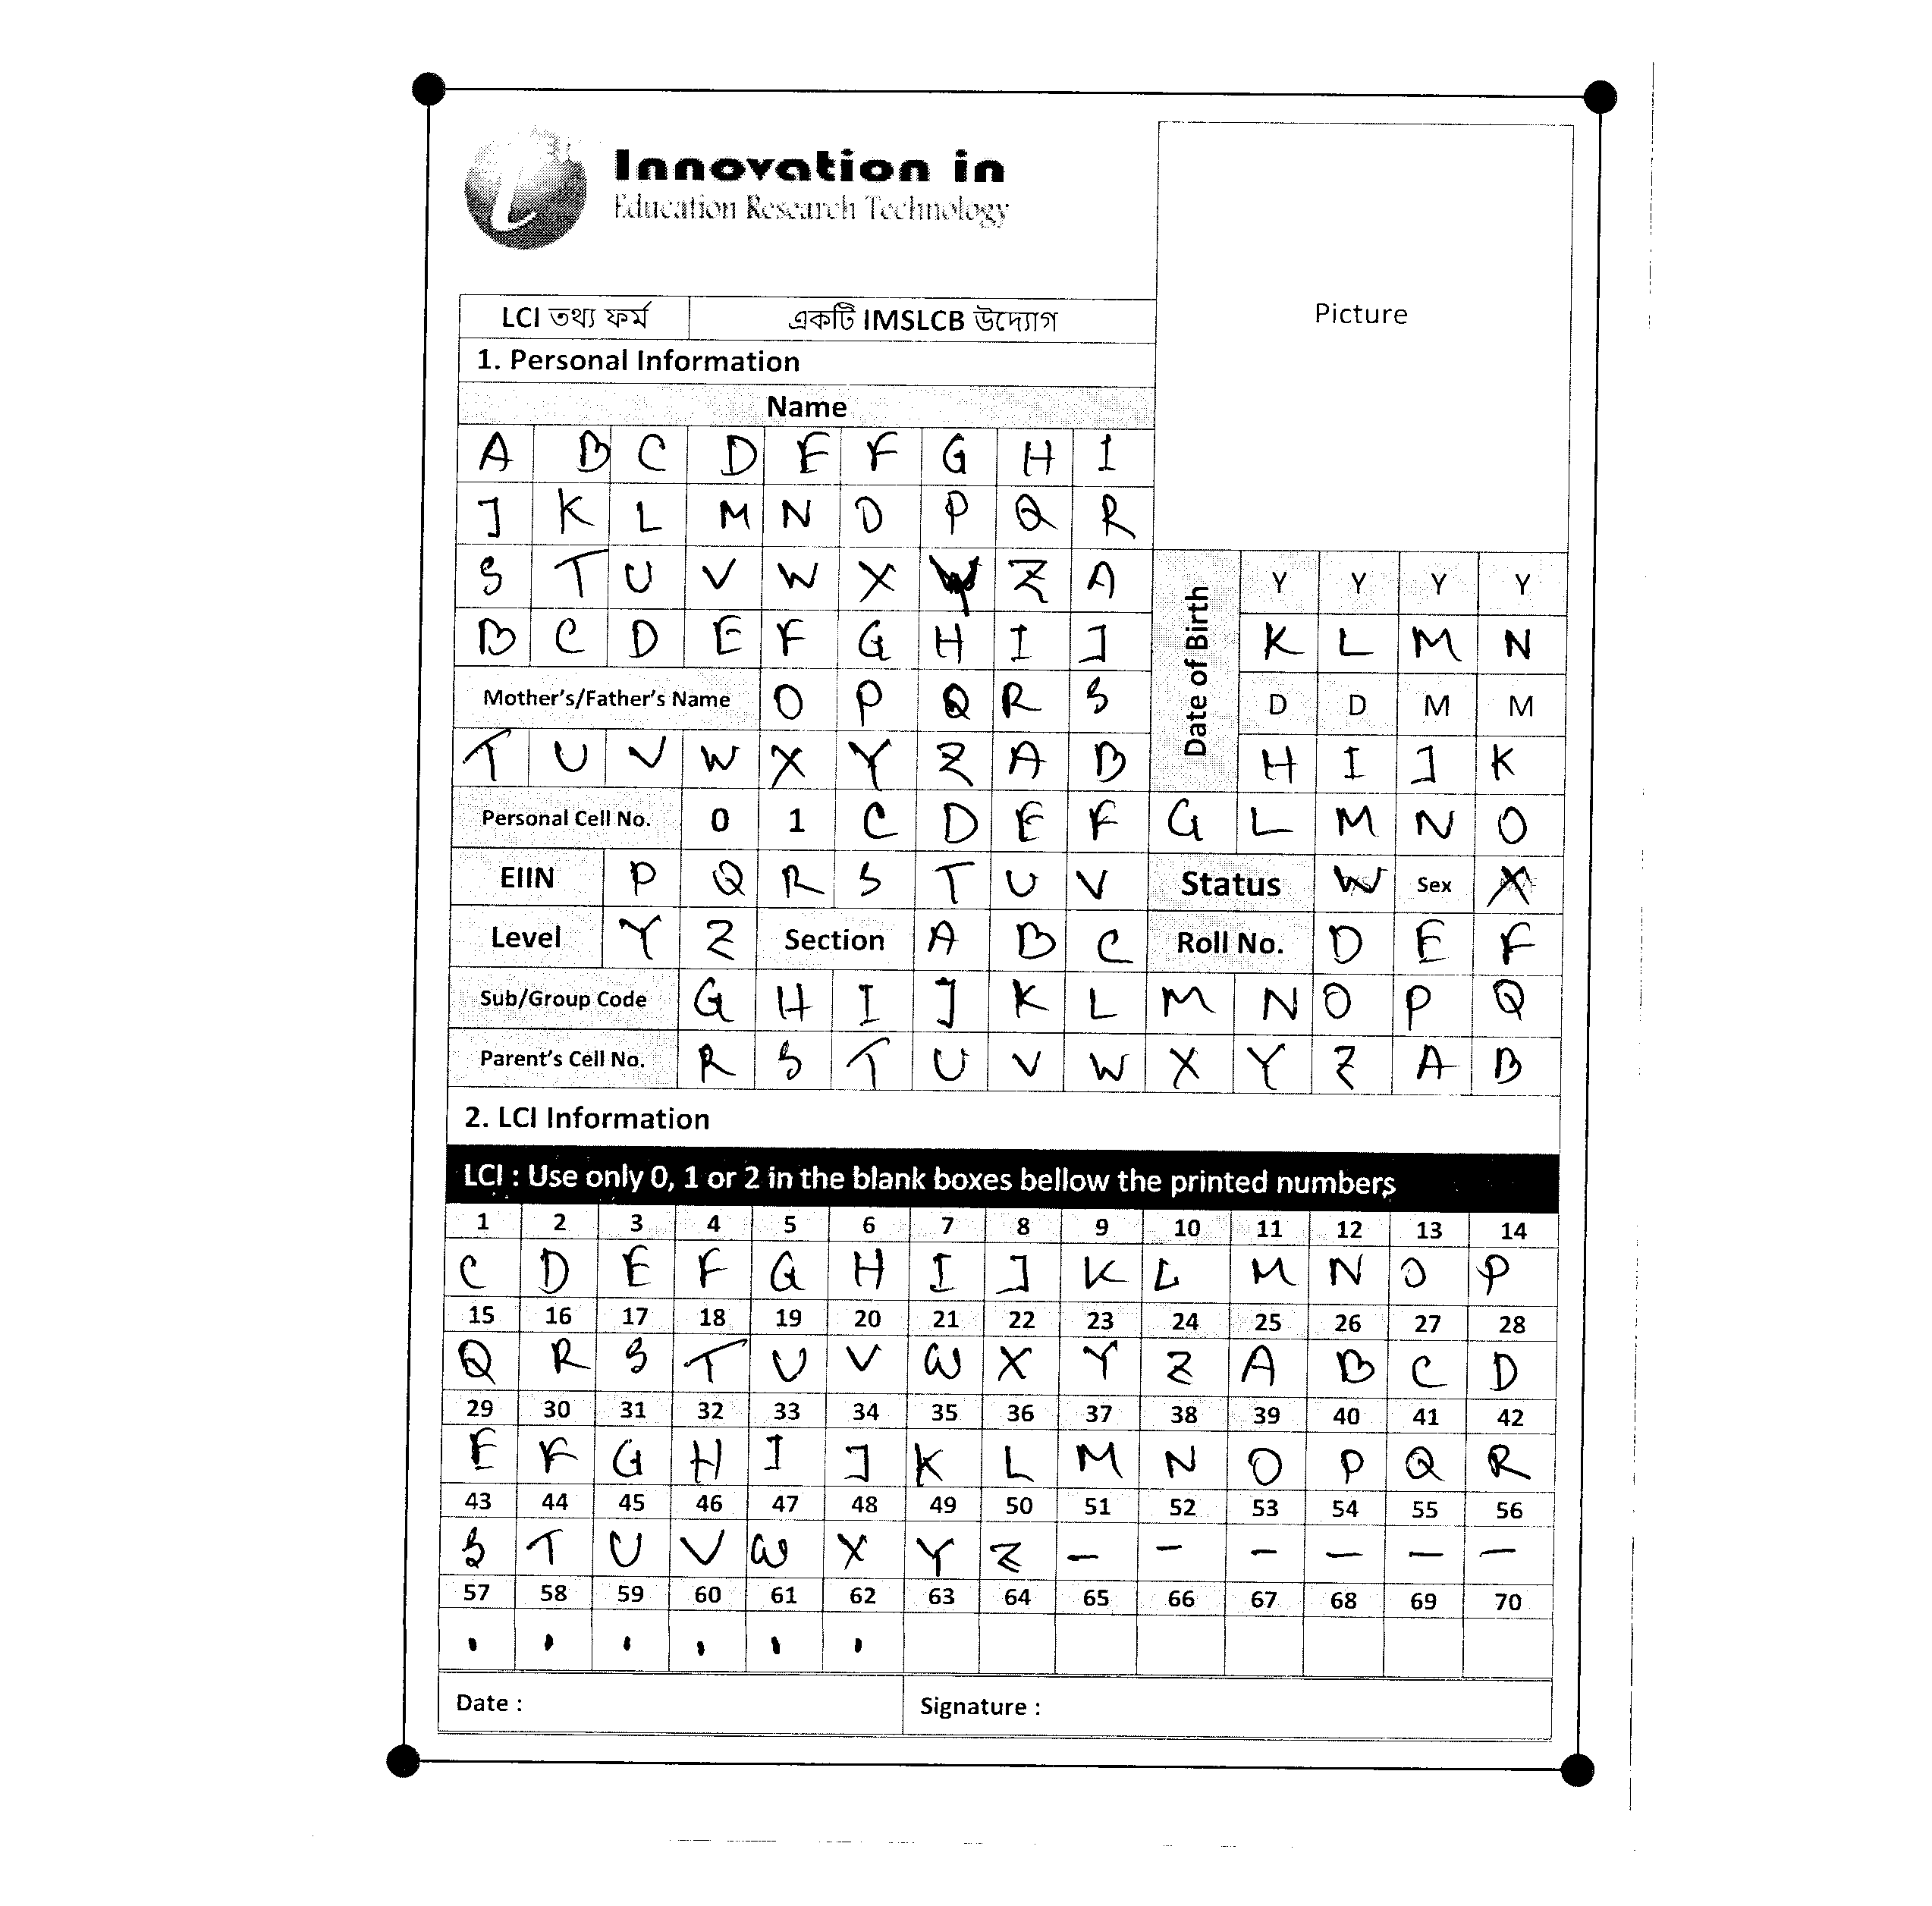 Innovation in
Education Research Technology
Picture
LCI তথ্য ফর্ম একটি IMSLCB উদ্যোগ
1. Personal Information
Name
A B C D E F G H I
J K L M N O P Q R
S T U V W X Y Z A
Date of Birth
Y Y Y Y
B C D E F G H I J K L M N
Mother's/Father's Name O P Q R S D D M M
T U V W X Y Z A B H I J K
Personal Cell No. 0 1 C D E F G L M N O
EIIN P Q R S T U V Status W Sex X
Level Y Z Section A B C Roll No. D E F
Sub/Group Code G H I J K L M N O P Q
Parent's Cell No. R S T U V W X Y Z A B
2. LCI Information
LCI : Use only 0, 1 or 2 in the blank boxes bellow the printed numbers
1 2 3 4 5 6 7 8 9 10 11 12 13 14
C D E F G H I J K L M N O P
15 16 17 18 19 20 21 22 23 24 25 26 27 28
Q R S T U V W X Y Z A B C D
29 30 31 32 33 34 35 36 37 38 39 40 41 42
E F G H I J K L M N O P Q R
43 44 45 46 47 48 49 50 51 52 53 54 55 56
S T U V W X Y Z - - - - - -
57 58 59 60 61 62 63 64 65 66 67 68 69 70
. . . . . .
Date : Signature :